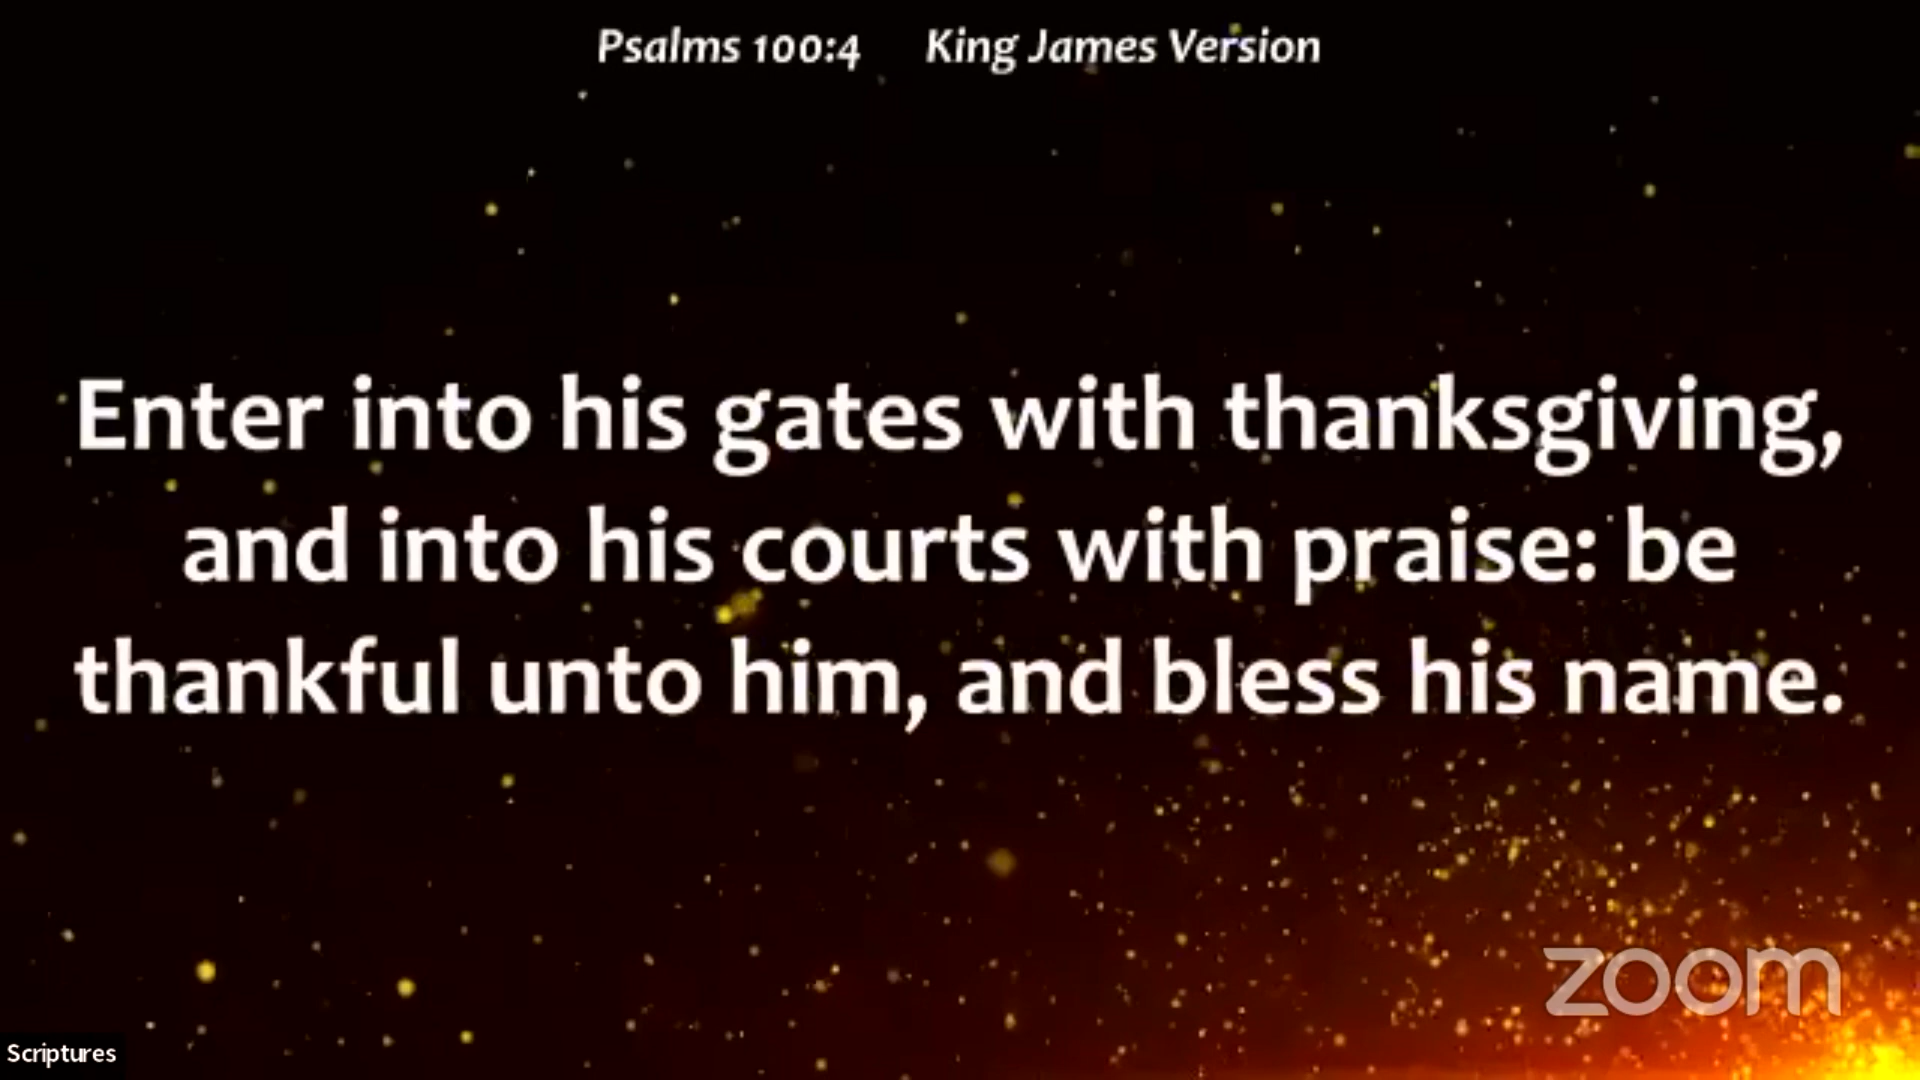 Psalms 100:4 King James Version
Enter into his gates with thanksgiving,
and into his courts with praise: be
thankful unto him, and bless his name.
zoom
Scriptures